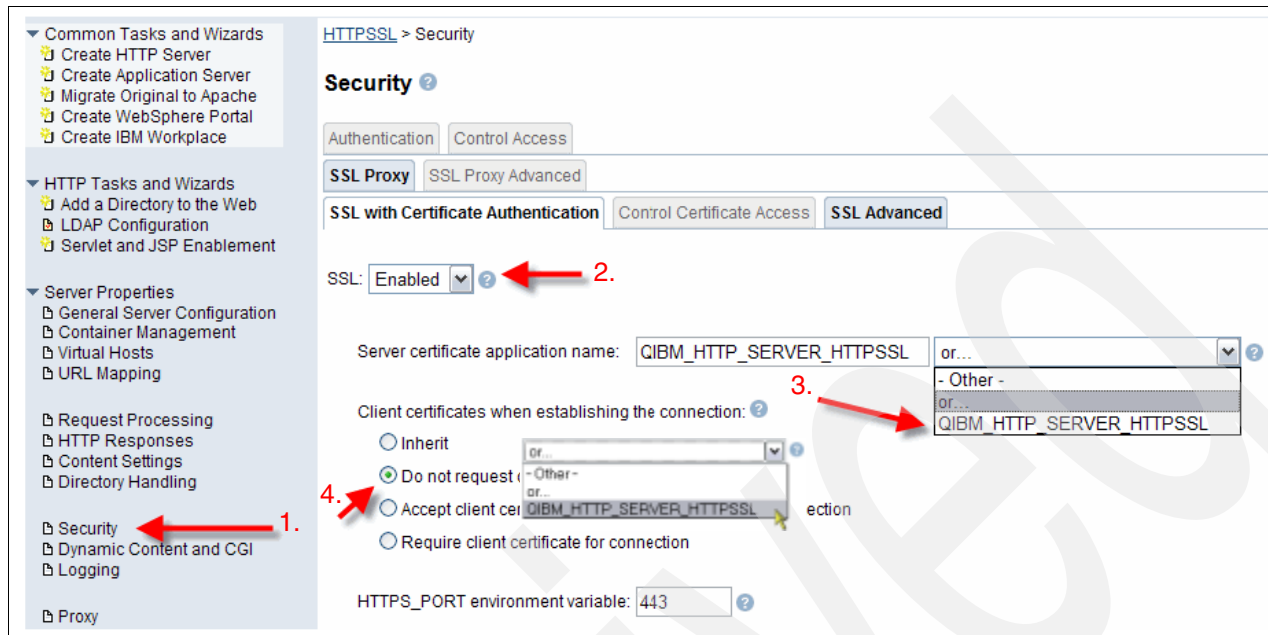 Common Tasks and Wizards
Create HTTP Server
Create Application Server
Migrate Original to Apache
Create WebSphere Portal
Create IBM Workplace
HTTP Tasks and Wizards
Add a Directory to the Web
LDAP Configuration
Servlet and JSP Enablement
Server Properties
General Server Configuration
Container Management
Virtual Hosts
URL Mapping
Request Processing
HTTP Responses
Content Settings
Directory Handling
Security
1.
Dynamic Content and CGI
Logging
Proxy
HTTPSSL > Security
Security
Authentication Control Access
SSL Proxy SSL Proxy Advanced
SSL with Certificate Authentication Control Certificate Access SSL Advanced
SSL: Enabled
2.
Server certificate application name: QIBM_HTTP_SERVER_HTTPSSL or...
- Other -
or...
QIBM_HTTP_SERVER_HTTPSSL
3.
Client certificates when establishing the connection:
Inherit
or...
- Other -
or...
QIBM_HTTP_SERVER_HTTPSSL
4.
Do not request
Accept client ection
Require client certificate for connection
HTTPS_PORT environment variable: 443